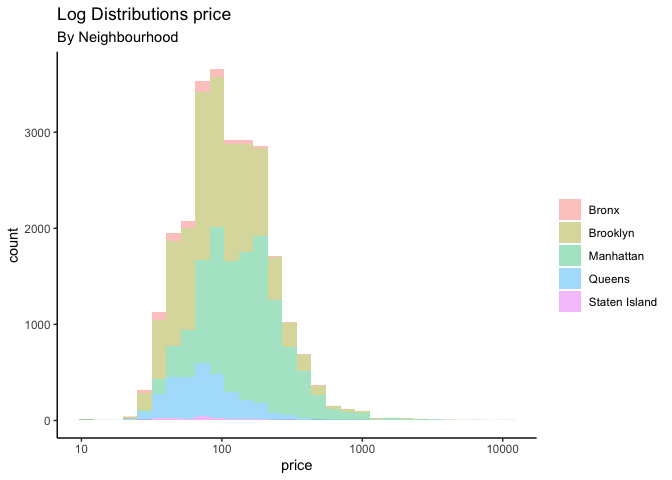 Log Distributions price
By Neighbourhood
count
3000
2000
1000
0
10
100
1000
10000
price
Bronx
Brooklyn
Manhattan
Queens
Staten Island